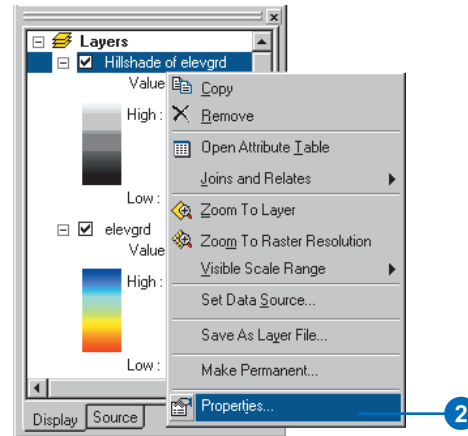 Layers
Hillshade of elevgrd
Value
High :
Low :
elevgrd
Value
High :
Low :
Display Source
Copy
Remove
Open Attribute Table
Joins and Relates
Zoom To Layer
Zoom To Raster Resolution
Visible Scale Range
Set Data Source...
Save As Layer File...
Make Permanent...
Properties...
2